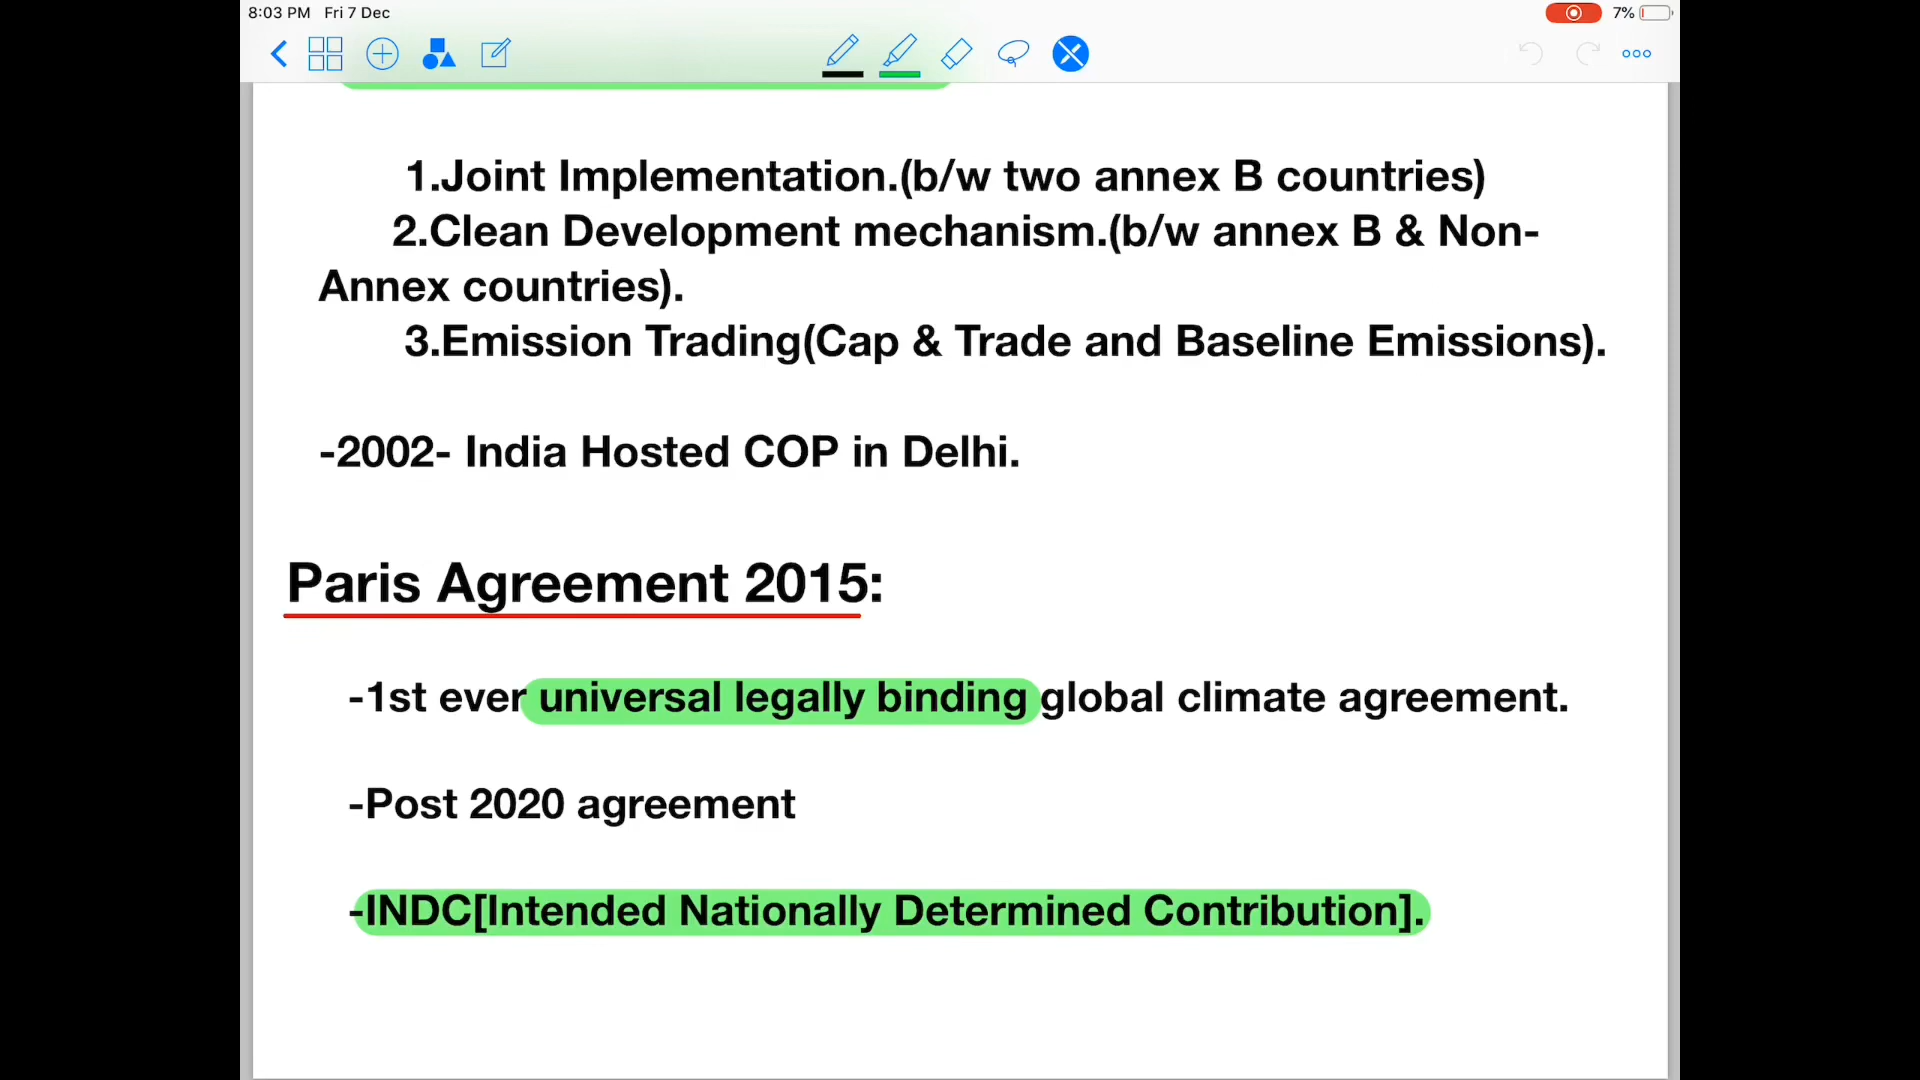 8:03 PM Fri 7 Dec
7%
1.Joint Implementation.(b/w two annex B countries)
2.Clean Development mechanism.(b/w annex B & Non-
Annex countries).
3.Emission Trading(Cap & Trade and Baseline Emissions).
-2002- India Hosted COP in Delhi.
Paris Agreement 2015:
-1st ever universal legally binding global climate agreement.
-Post 2020 agreement
-INDC[Intended Nationally Determined Contribution].